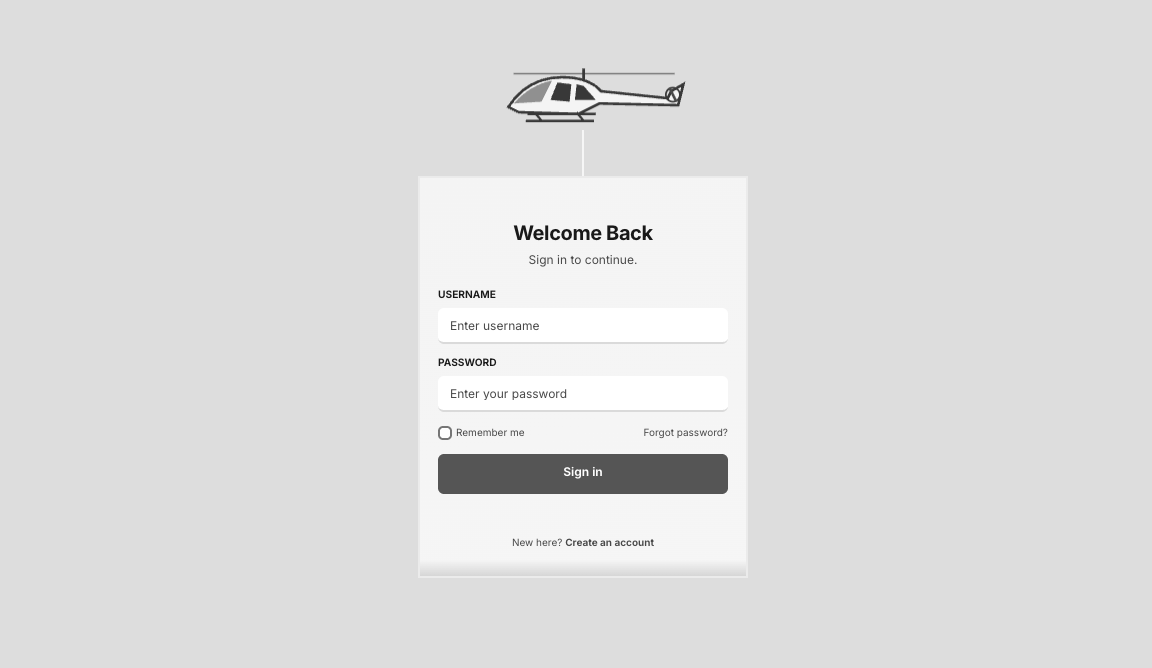 Welcome Back
Sign in to continue.
USERNAME
Enter username
PASSWORD
Enter your password
Remember me Forgot password?
Sign in
New here? Create an account